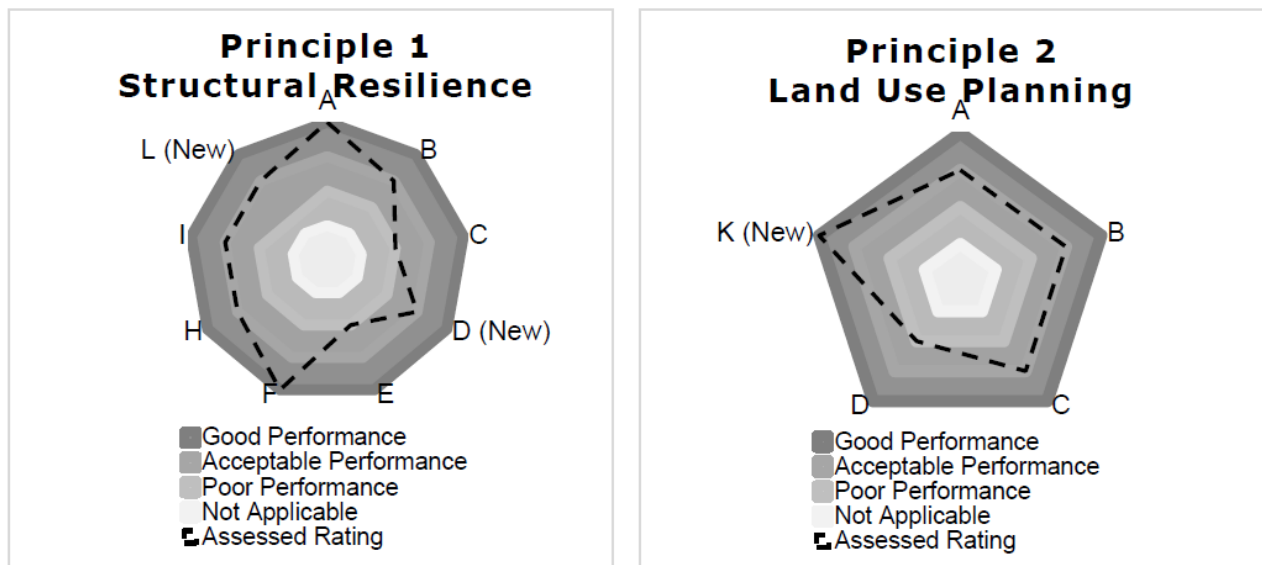 Principle 1
Structural Resilience
A
L (New)
B
I
C
H
D (New)
F
E
Good Performance
Acceptable Performance
Poor Performance
Not Applicable
Assessed Rating
Principle 2
Land Use Planning
A
K (New)
B
D
C
Good Performance
Acceptable Performance
Poor Performance
Not Applicable
Assessed Rating